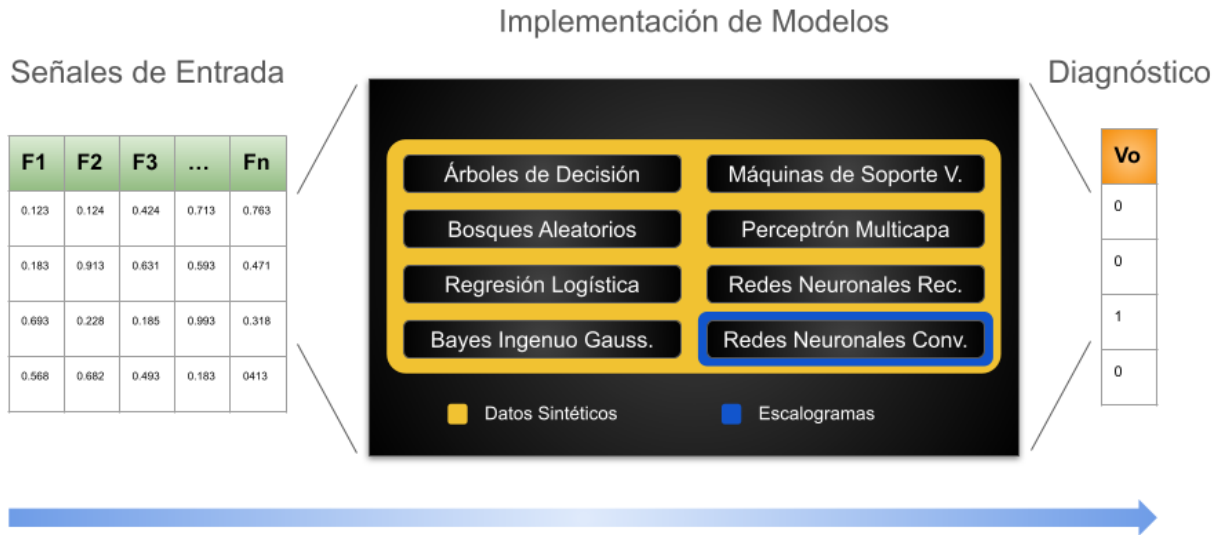 Implementación de Modelos
Señales de Entrada
Diagnóstico
F1 F2 F3 ... Fn
0.123 0.124 0.424 0.713 0.763
0.183 0.913 0.631 0.593 0.471
0.693 0.228 0.185 0.993 0.318
0.568 0.682 0.493 0.183 0413
Árboles de Decisión
Máquinas de Soporte V.
Bosques Aleatorios
Perceptrón Multicapa
Regresión Logística
Redes Neuronales Rec.
Bayes Ingenuo Gauss.
Redes Neuronales Conv.
Datos Sintéticos
Escalogramas
Vo
0
0
1
0